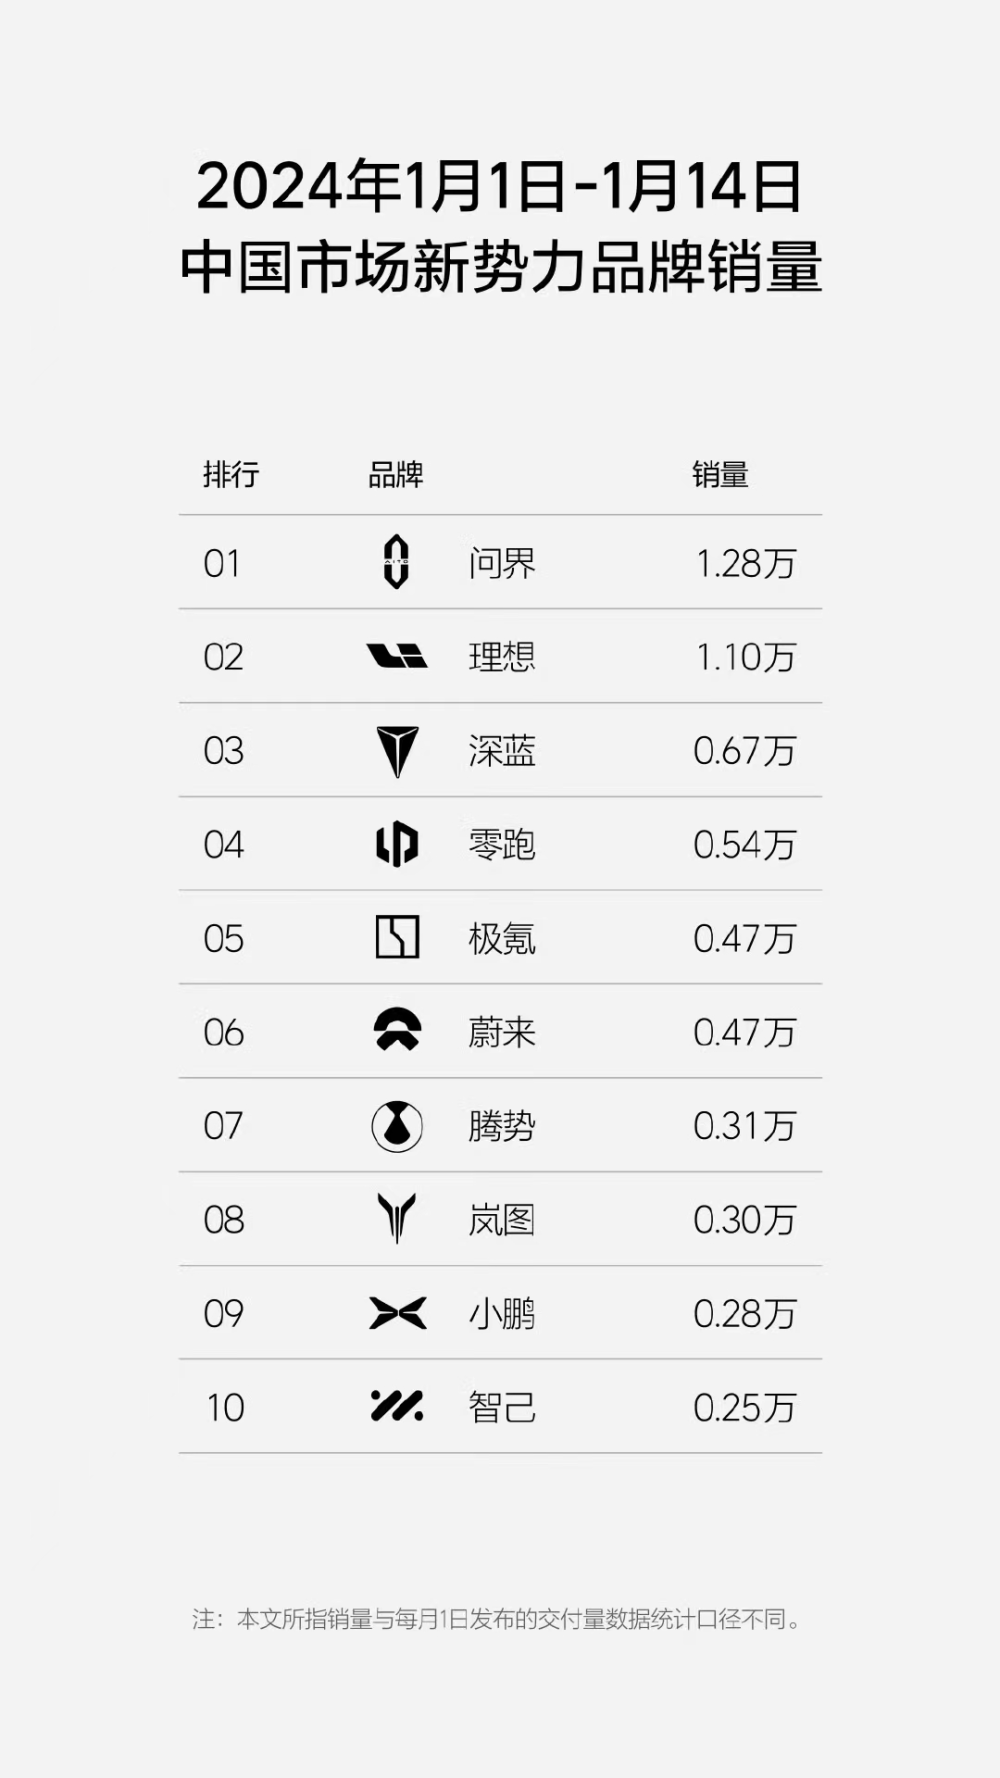 2024年1月1日-1月14日
中国市场新势力品牌销量
排行 品牌 销量
01 AITO 问界 1.28万
02 理想 1.10万
03 深蓝 0.67万
04 零跑 0.54万
05 极氪 0.47万
06 蔚来 0.47万
07 腾势 0.31万
08 岚图 0.30万
09 小鹏 0.28万
10 智己 0.25万
注：本文所指销量与每月1日发布的交付量数据统计口径不同。